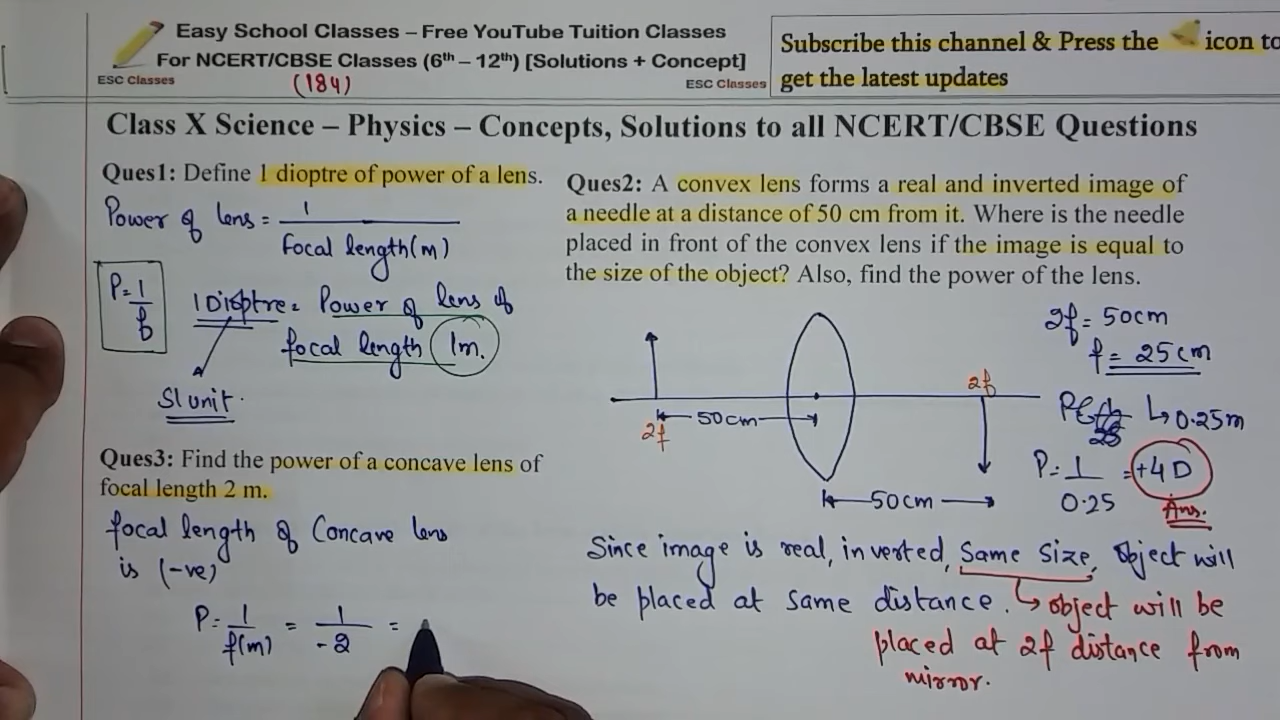 Easy School Classes – Free YouTube Tuition Classes
For NCERT/CBSE Classes (6th – 12th) [Solutions + Concept]
ESC Classes
(184)
ESC Classes
Subscribe this channel & Press the icon to
get the latest updates
Class X Science – Physics – Concepts, Solutions to all NCERT/CBSE Questions
Ques1: Define 1 dioptre of power of a lens.
Power of lens = 1
focal length(m)
P = 1
f
1 Dioptre = Power of lens of
focal length 1m.
SI unit.
Ques3: Find the power of a concave lens of
focal length 2 m.
focal length of Concave lens
is (-ve)
P = 1 = 1 =
f(m) -2
Ques2: A convex lens forms a real and inverted image of
a needle at a distance of 50 cm from it. Where is the needle
placed in front of the convex lens if the image is equal to
the size of the object? Also, find the power of the lens.
2f = 50cm
f = 25cm
↳ 0.25m
P = 1 = +4D
0.25
Ans.
2f
50cm
2f
50cm
Since image is real, inverted, Same Size, object will
be placed at same distance. ↳ object will be
placed at 2f distance from
mirror.